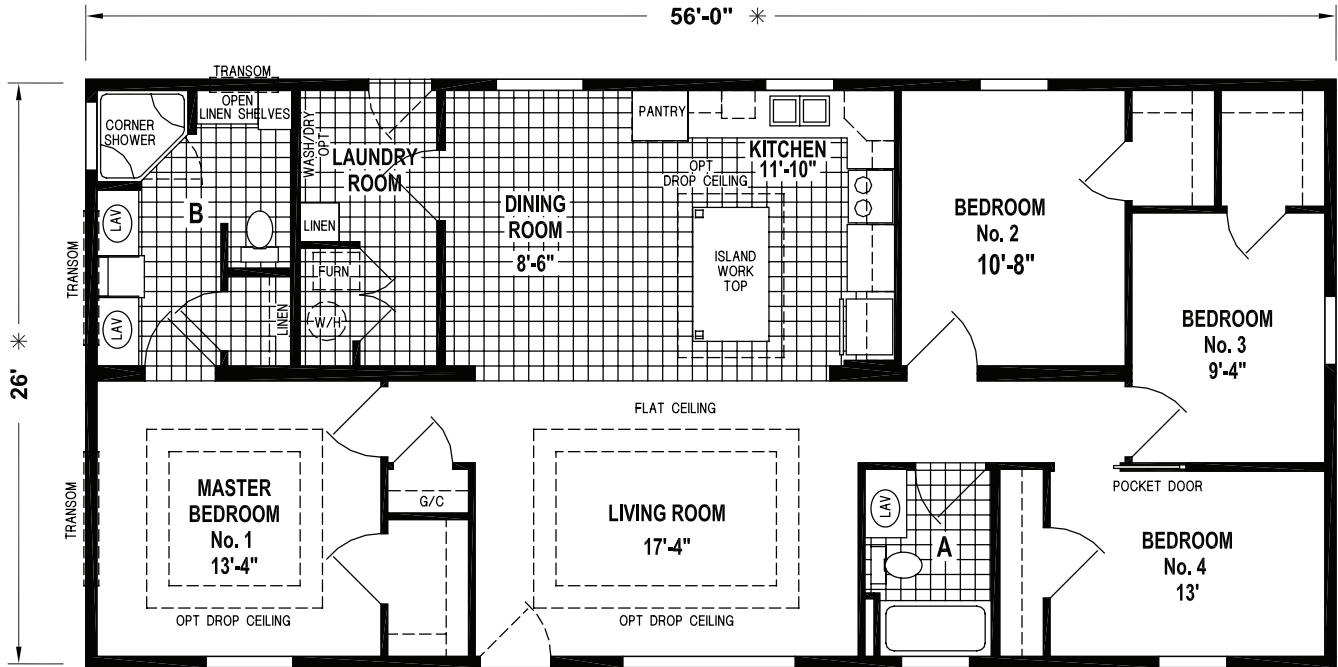 56'-0" ✳
TRANSOM
OPEN
LINEN SHELVES
CORNER
SHOWER
WASH/DRY
OPT
LAUNDRY
ROOM
PANTRY
KITCHEN
11'-10"
OPT
DROP CEILING
LAV
B
LINEN
DINING
ROOM
8'-6"
ISLAND
WORK
TOP
BEDROOM
No. 2
10'-8"
TRANSOM
FURN
W/H
LINEN
LAV
BEDROOM
No. 3
9'-4"
26' ✳
FLAT CEILING
TRANSOM
MASTER
BEDROOM
No. 1
13'-4"
G/C
LIVING ROOM
17'-4"
LAV
A
POCKET DOOR
BEDROOM
No. 4
13'
OPT DROP CEILING
OPT DROP CEILING